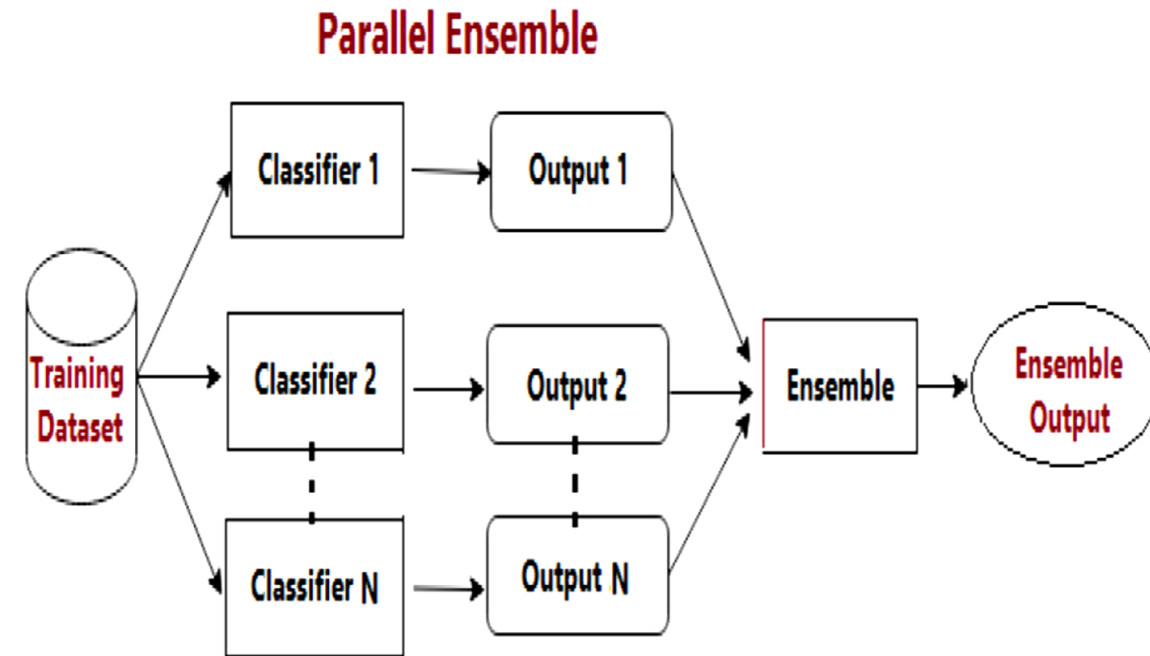 Parallel Ensemble
Classifier 1
Output 1
Training
Dataset
Classifier 2
Output 2
Ensemble
Ensemble
Output
Classifier N
Output N